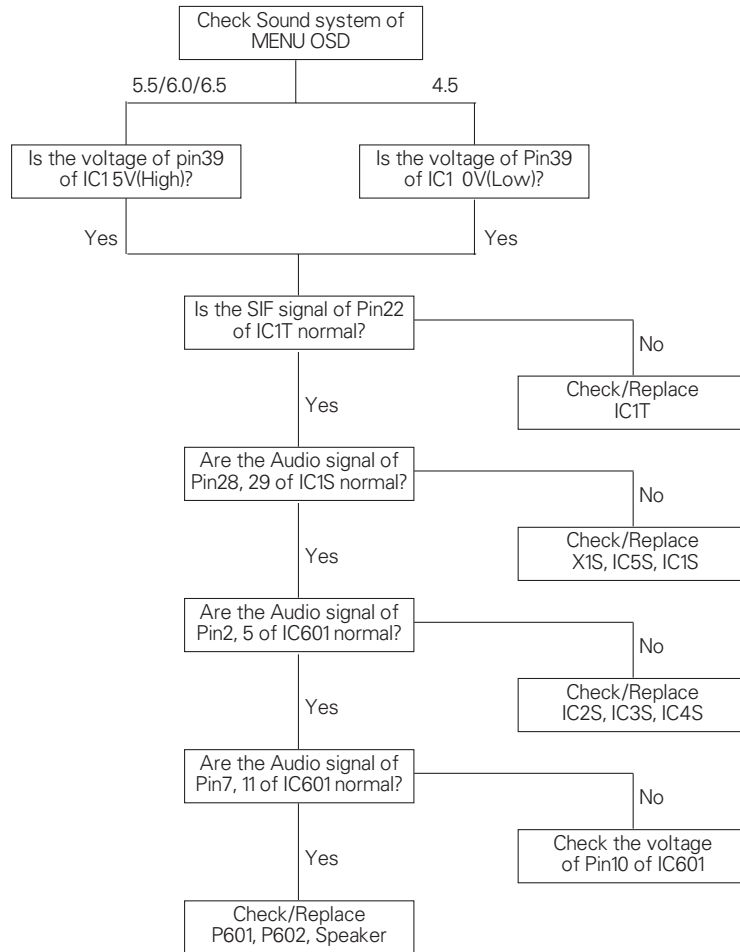 Check Sound system of
MENU OSD
5.5/6.0/6.5
4.5
Is the voltage of pin39
of IC1 5V(High)?
Is the voltage of Pin39
of IC1 0V(Low)?
Yes
Yes
Is the SIF signal of Pin22
of IC1T normal?
No
Check/Replace
IC1T
Yes
Are the Audio signal of
Pin28, 29 of IC1S normal?
No
Check/Replace
X1S, IC5S, IC1S
Yes
Are the Audio signal of
Pin2, 5 of IC601 normal?
No
Check/Replace
IC2S, IC3S, IC4S
Yes
Are the Audio signal of
Pin7, 11 of IC601 normal?
No
Check the voltage
of Pin10 of IC601
Yes
Check/Replace
P601, P602, Speaker